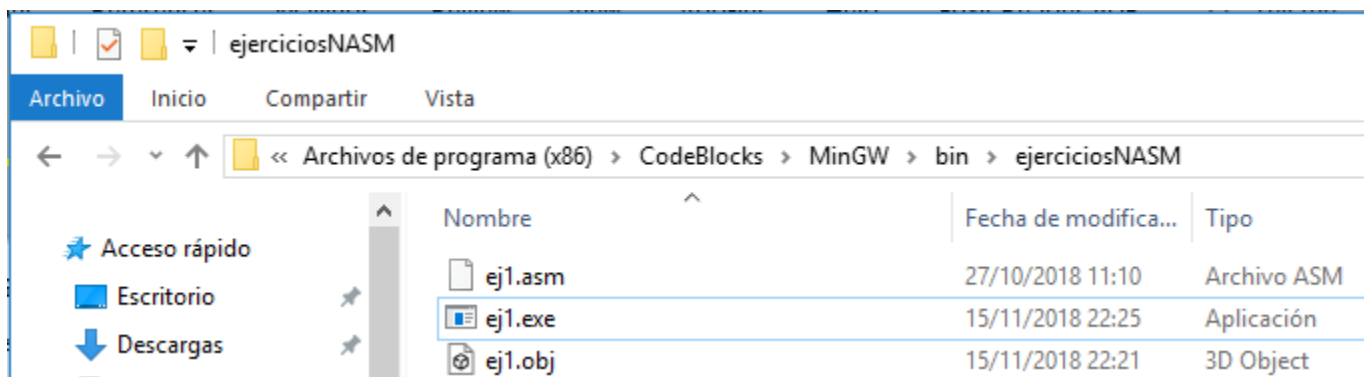 ejerciciosNASM
Archivo Inicio Compartir Vista
« Archivos de programa (x86) > CodeBlocks > MinGW > bin > ejerciciosNASM
Nombre Fecha de modifica... Tipo
Acceso rápido
ej1.asm 27/10/2018 11:10 Archivo ASM
Escritorio
ej1.exe 15/11/2018 22:25 Aplicación
Descargas
ej1.obj 15/11/2018 22:21 3D Object